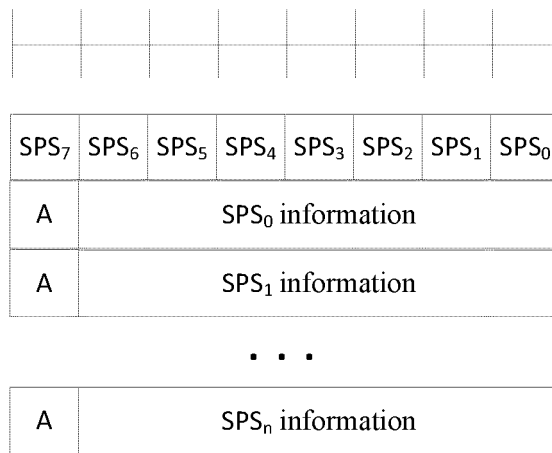 SPS₇ SPS₆ SPS₅ SPS₄ SPS₃ SPS₂ SPS₁ SPS₀
A SPS₀ information
A SPS₁ information
. . .
A SPSₙ information